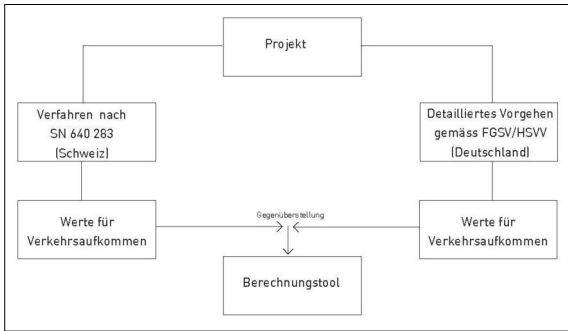 Projekt
Verfahren nach
SN 640 283
(Schweiz)
Detailliertes Vorgehen
gemäss FGSV/HSVV
(Deutschland)
Werte für
Verkehrsaufkommen
Gegenüberstellung
Werte für
Verkehrsaufkommen
Berechnungstool